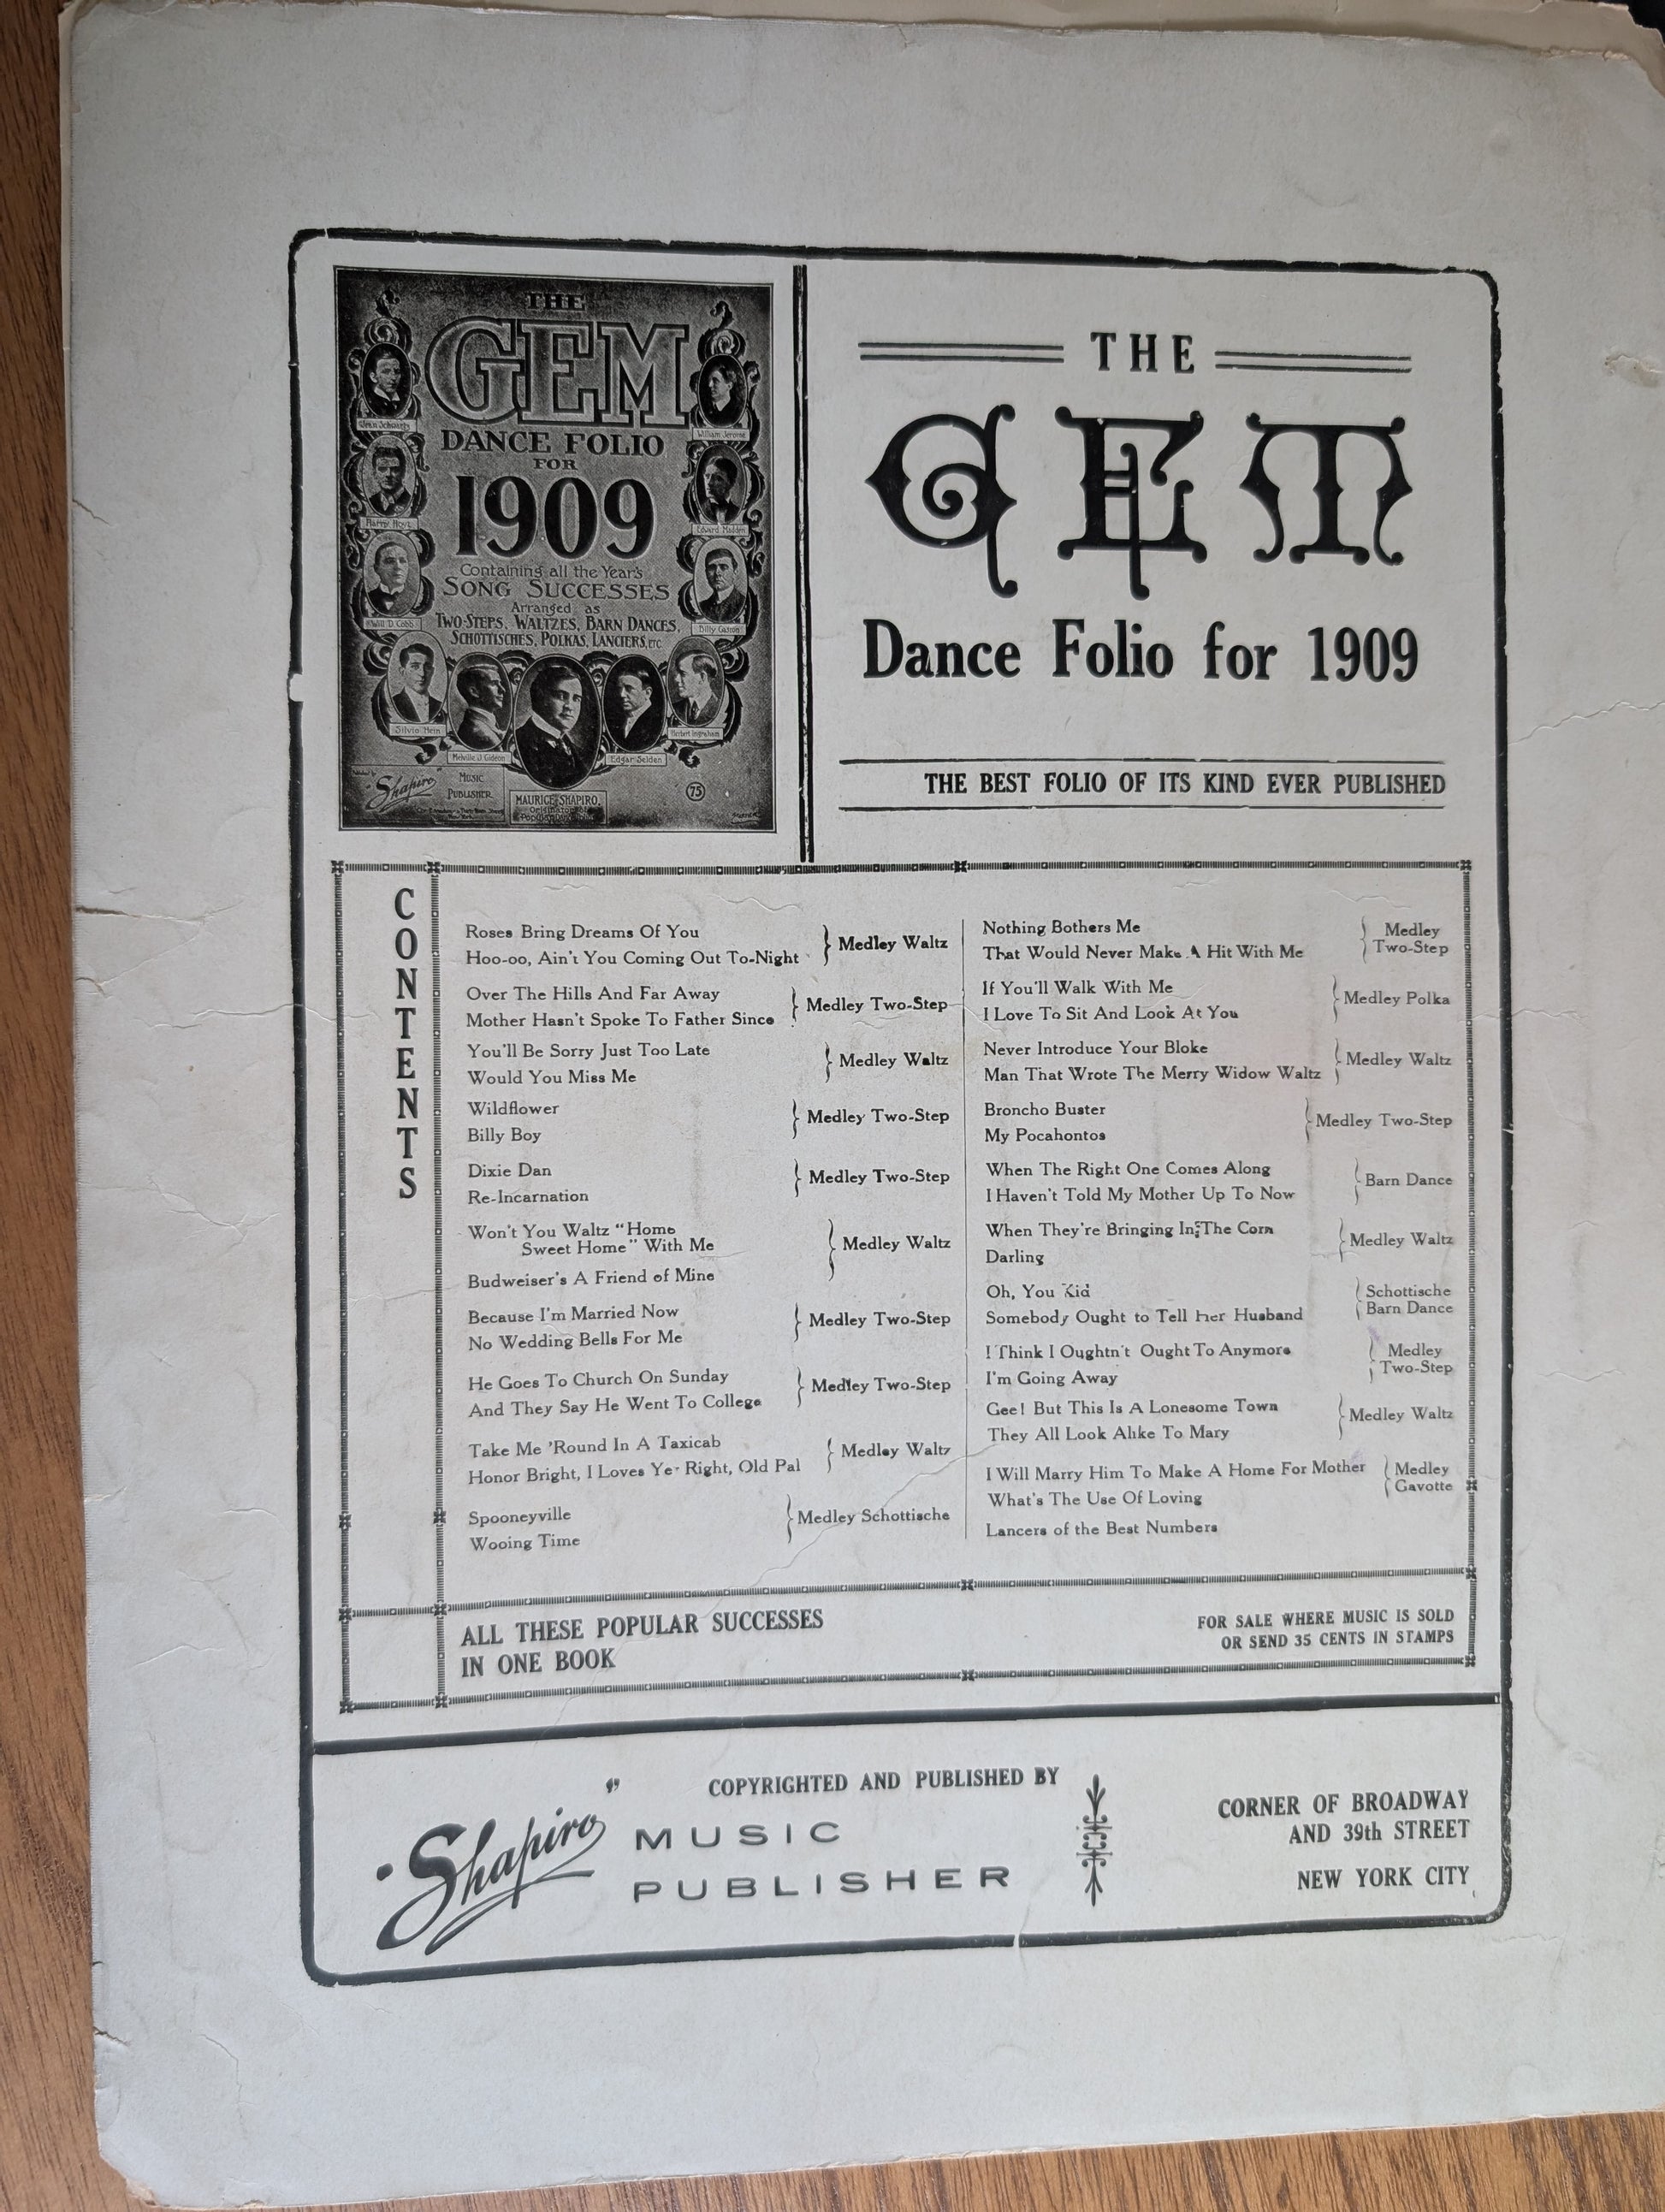 THE
GEM
DANCE FOLIO
FOR
1909
Containing all the Year's
SONG SUCCESSES
Arranged as
TWO-STEPS, WALTZES, BARN DANCES,
SCHOTTISCHES, POLKAS, LANCIERS, etc.
Jean Schwartz
William Jerome
Harry Hoyt
Edward Madden
Will D. Cobb
Billy Gaston
Silvio Hein
Melville J. Gideon
Edgar Selden
Herbert Ingraham
Published by
"Shapiro"
MUSIC
PUBLISHER
MAURICE SHAPIRO,
Originator of
75
THE
GEM
Dance Folio for 1909
THE BEST FOLIO OF ITS KIND EVER PUBLISHED
CONTENTS
Roses Bring Dreams Of You
Hoo-oo, Ain't You Coming Out To-Night
Medley Waltz
Over The Hills And Far Away
Mother Hasn't Spoke To Father Since
Medley Two-Step
You'll Be Sorry Just Too Late
Would You Miss Me
Medley Waltz
Wildflower
Billy Boy
Medley Two-Step
Dixie Dan
Re-Incarnation
Medley Two-Step
Won't You Waltz "Home
Sweet Home" With Me
Budweiser's A Friend of Mine
Medley Waltz
Because I'm Married Now
No Wedding Bells For Me
Medley Two-Step
He Goes To Church On Sunday
And They Say He Went To College
Medley Two-Step
Take Me 'Round In A Taxicab
Honor Bright, I Loves Ye Right, Old Pal
Medley Waltz
Spooneyville
Wooing Time
Medley Schottische
Nothing Bothers Me
That Would Never Make A Hit With Me
Medley
Two-Step
If You'll Walk With Me
I Love To Sit And Look At You
Medley Polka
Never Introduce Your Bloke
Man That Wrote The Merry Widow Waltz
Medley Waltz
Broncho Buster
My Pocahontos
Medley Two-Step
When The Right One Comes Along
I Haven't Told My Mother Up To Now
Barn Dance
When They're Bringing In The Corn
Darling
Medley Waltz
Oh, You Kid
Somebody Ought to Tell Her Husband
Schottische
Barn Dance
I Think I Oughtn't Ought To Anymore
I'm Going Away
Medley
Two-Step
Gee! But This Is A Lonesome Town
They All Look Alike To Mary
Medley Waltz
I Will Marry Him To Make A Home For Mother
What's The Use Of Loving
Medley
Gavotte
Lancers of the Best Numbers
ALL THESE POPULAR SUCCESSES
IN ONE BOOK
FOR SALE WHERE MUSIC IS SOLD
OR SEND 35 CENTS IN STAMPS
COPYRIGHTED AND PUBLISHED BY
"Shapiro"
MUSIC
PUBLISHER
CORNER OF BROADWAY
AND 39th STREET
NEW YORK CITY